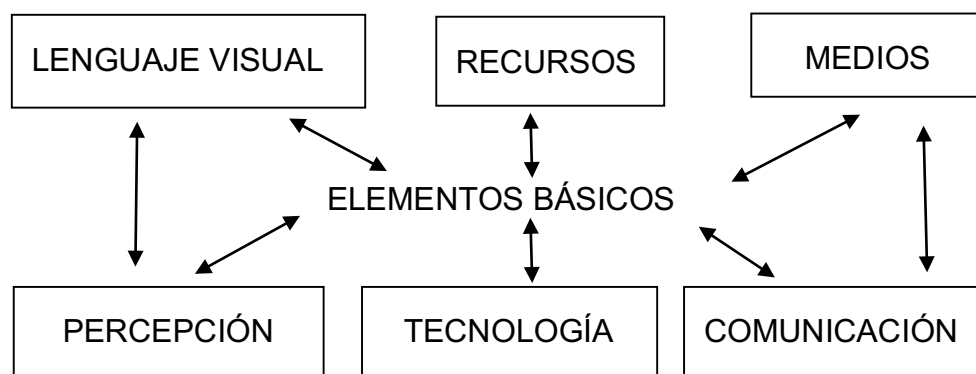 LENGUAJE VISUAL
RECURSOS
MEDIOS
ELEMENTOS BÁSICOS
PERCEPCIÓN
TECNOLOGÍA
COMUNICACIÓN